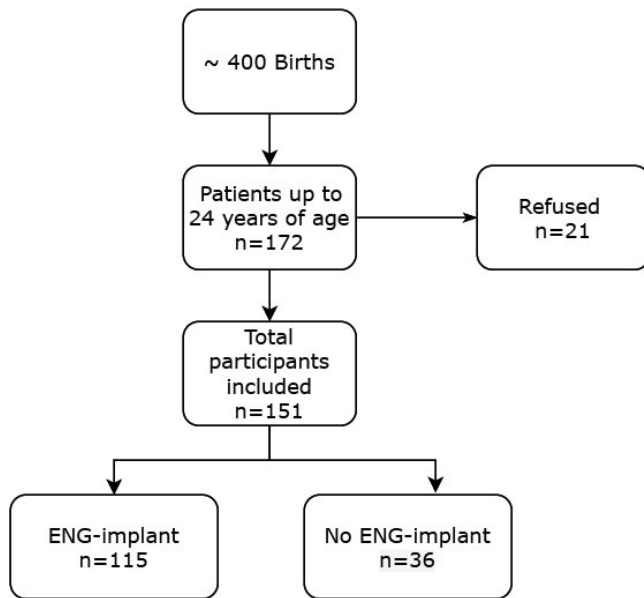 ~ 400 Births
Patients up to
24 years of age
n=172
Refused
n=21
Total
participants
included
n=151
ENG-implant
n=115
No ENG-implant
n=36